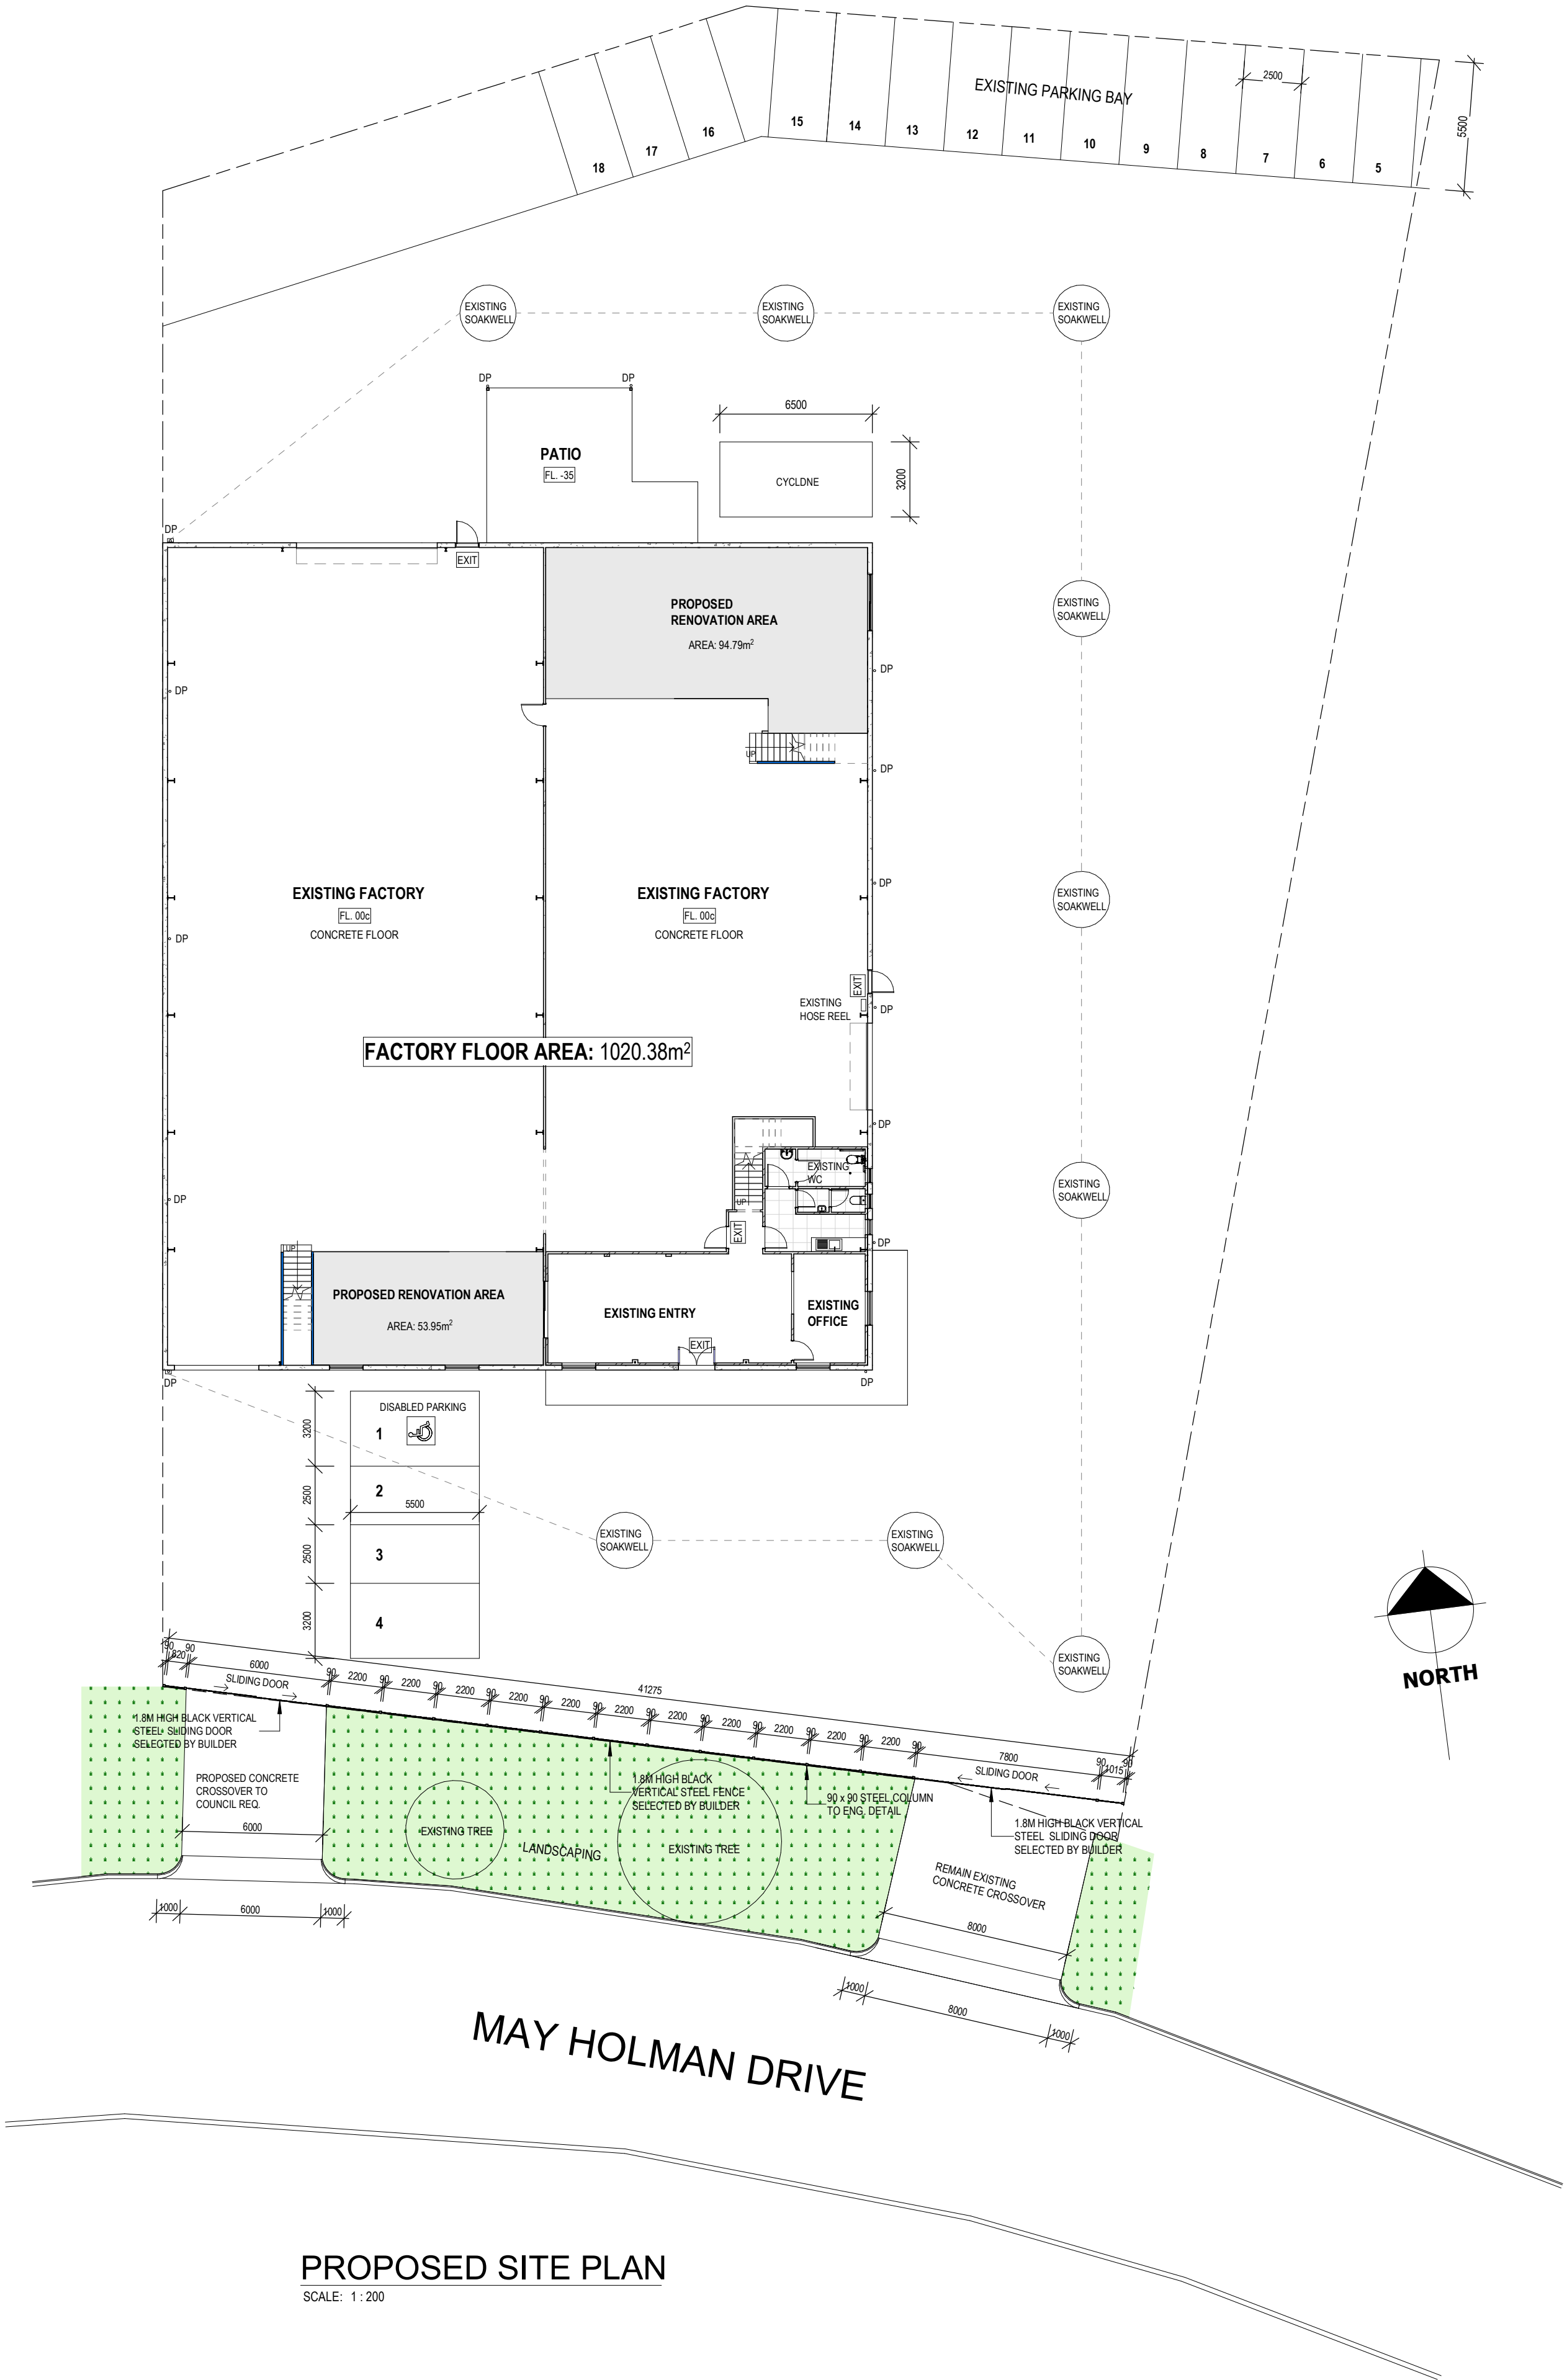 EXISTING PARKING BAY
2500
5500
18
17
16
15
14
13
12
11
10
9
8
7
6
5
EXISTING
SOAKWELL
EXISTING
SOAKWELL
EXISTING
SOAKWELL
DP
DP
PATIO
FL. -35
6500
3200
CYCLDNE
DP
EXIT
PROPOSED
RENOVATION AREA
AREA: 94.79m²
EXISTING
SOAKWELL
DP
DP
UP
DP
EXISTING FACTORY
FL. 00c
CONCRETE FLOOR
EXISTING FACTORY
FL. 00c
CONCRETE FLOOR
DP
EXISTING
SOAKWELL
DP
EXIT
EXISTING
HOSE REEL
DP
FACTORY FLOOR AREA: 1020.38m²
DP
EXISTING
WC
UP
EXIT
DP
DP
EXISTING
SOAKWELL
UP
PROPOSED RENOVATION AREA
AREA: 53.95m²
EXISTING ENTRY
EXIT
EXISTING
OFFICE
DP
DP
DISABLED PARKING
1
2
5500
3
4
3200
2500
2500
3200
EXISTING
SOAKWELL
EXISTING
SOAKWELL
EXISTING
SOAKWELL
NORTH
41275
90
820
90
6000
90
2200
90
2200
90
2200
90
2200
90
2200
90
2200
90
2200
90
2200
90
2200
90
2200
90
2200
90
7800
90
1015
90
SLIDING DOOR
SLIDING DOOR
1.8M HIGH BLACK VERTICAL
STEEL SLIDING DOOR
SELECTED BY BUILDER
PROPOSED CONCRETE
CROSSOVER TO
COUNCIL REQ.
6000
1.8M HIGH BLACK
VERTICAL STEEL FENCE
SELECTED BY BUILDER
90 x 90 STEEL COLUMN
TO ENG. DETAIL
1.8M HIGH BLACK VERTICAL
STEEL SLIDING DOOR
SELECTED BY BUILDER
EXISTING TREE
LANDSCAPING
EXISTING TREE
REMAIN EXISTING
CONCRETE CROSSOVER
8000
1000
6000
1000
1000
8000
1000
MAY HOLMAN DRIVE
PROPOSED SITE PLAN
SCALE: 1 : 200